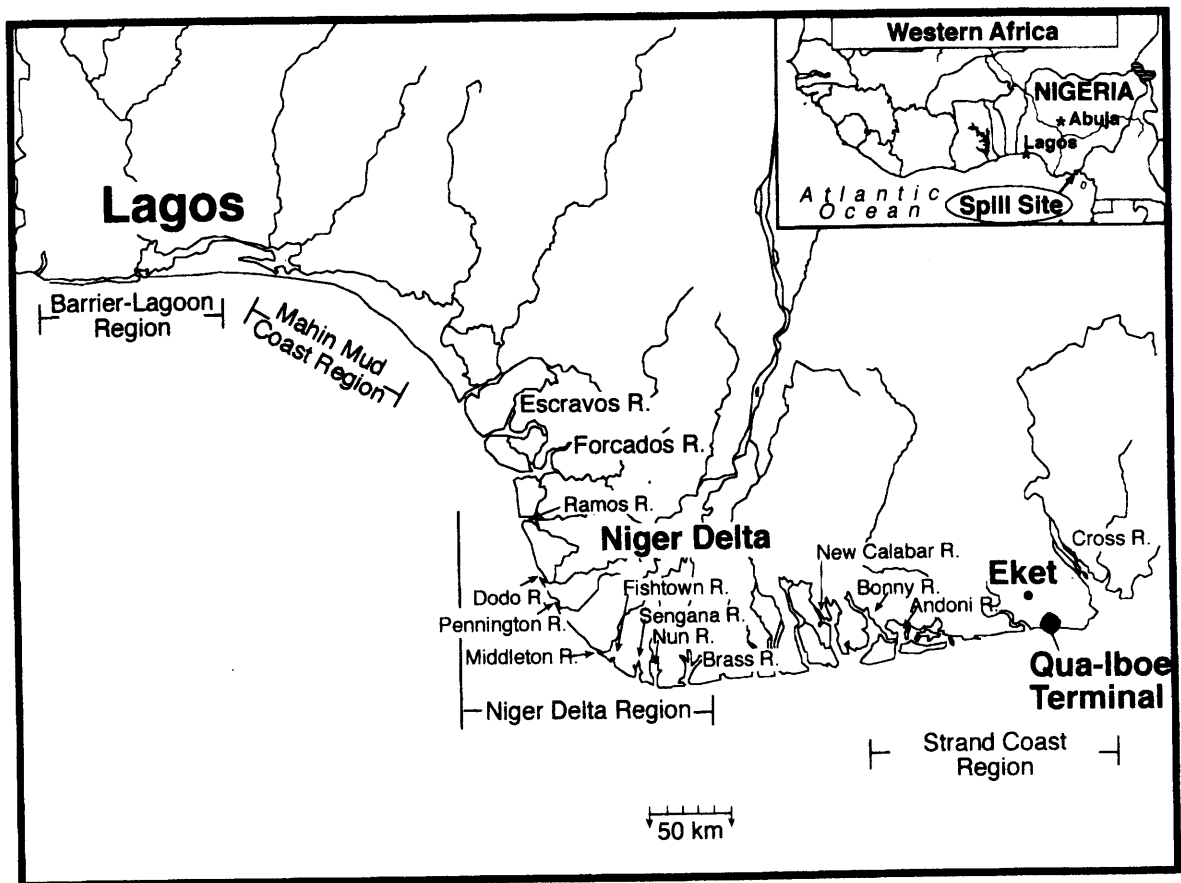 Western Africa
NIGERIA
Abuja
Lagos
Atlantic
Ocean
Spill Site
Lagos
Barrier-Lagoon
Region
Mahin Mud
Coast Region
Escravos R.
Forcados R.
Ramos R.
Niger Delta
New Calabar R.
Cross R.
Eket
Dodo R.
Fishtown R.
Bonny R.
Andoni R.
Pennington R.
Sengana R.
Nun R.
Middleton R.
Brass R.
Qua-Iboe
Terminal
Niger Delta Region
Strand Coast
Region
50 km